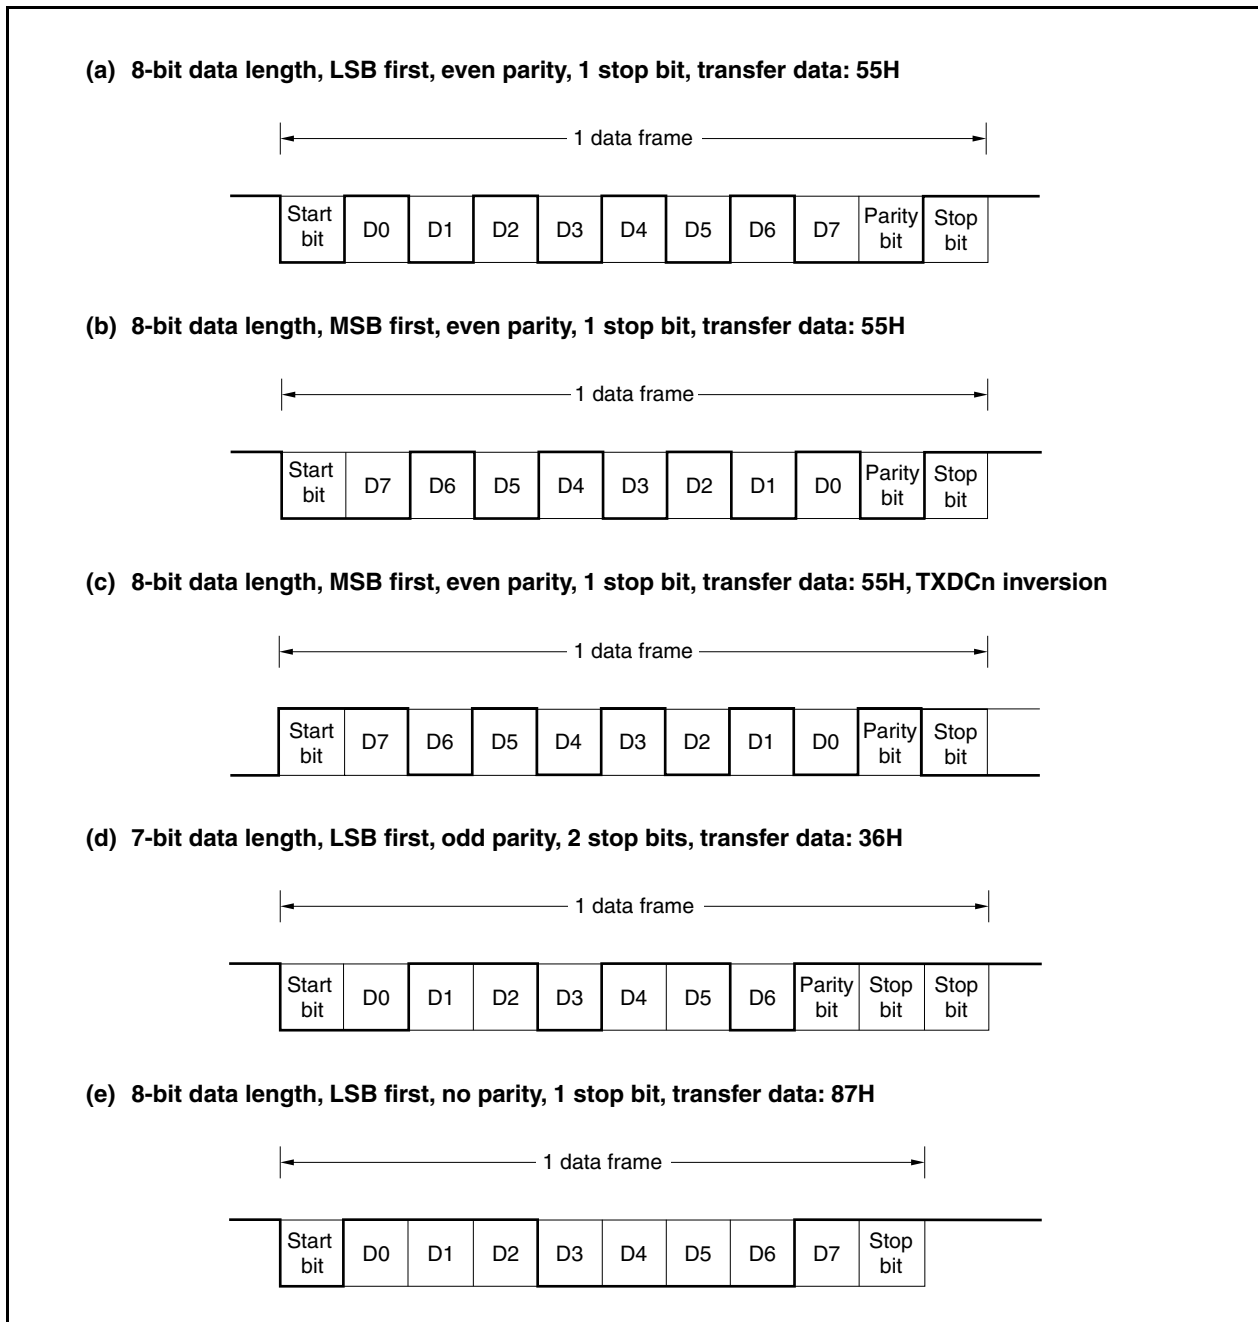 (a) 8-bit data length, LSB first, even parity, 1 stop bit, transfer data: 55H
1 data frame
Start bit D0 D1 D2 D3 D4 D5 D6 D7 Parity bit Stop bit
(b) 8-bit data length, MSB first, even parity, 1 stop bit, transfer data: 55H
1 data frame
Start bit D7 D6 D5 D4 D3 D2 D1 D0 Parity bit Stop bit
(c) 8-bit data length, MSB first, even parity, 1 stop bit, transfer data: 55H, TXDCn inversion
1 data frame
Start bit D7 D6 D5 D4 D3 D2 D1 D0 Parity bit Stop bit
(d) 7-bit data length, LSB first, odd parity, 2 stop bits, transfer data: 36H
1 data frame
Start bit D0 D1 D2 D3 D4 D5 D6 Parity bit Stop bit Stop bit
(e) 8-bit data length, LSB first, no parity, 1 stop bit, transfer data: 87H
1 data frame
Start bit D0 D1 D2 D3 D4 D5 D6 D7 Stop bit